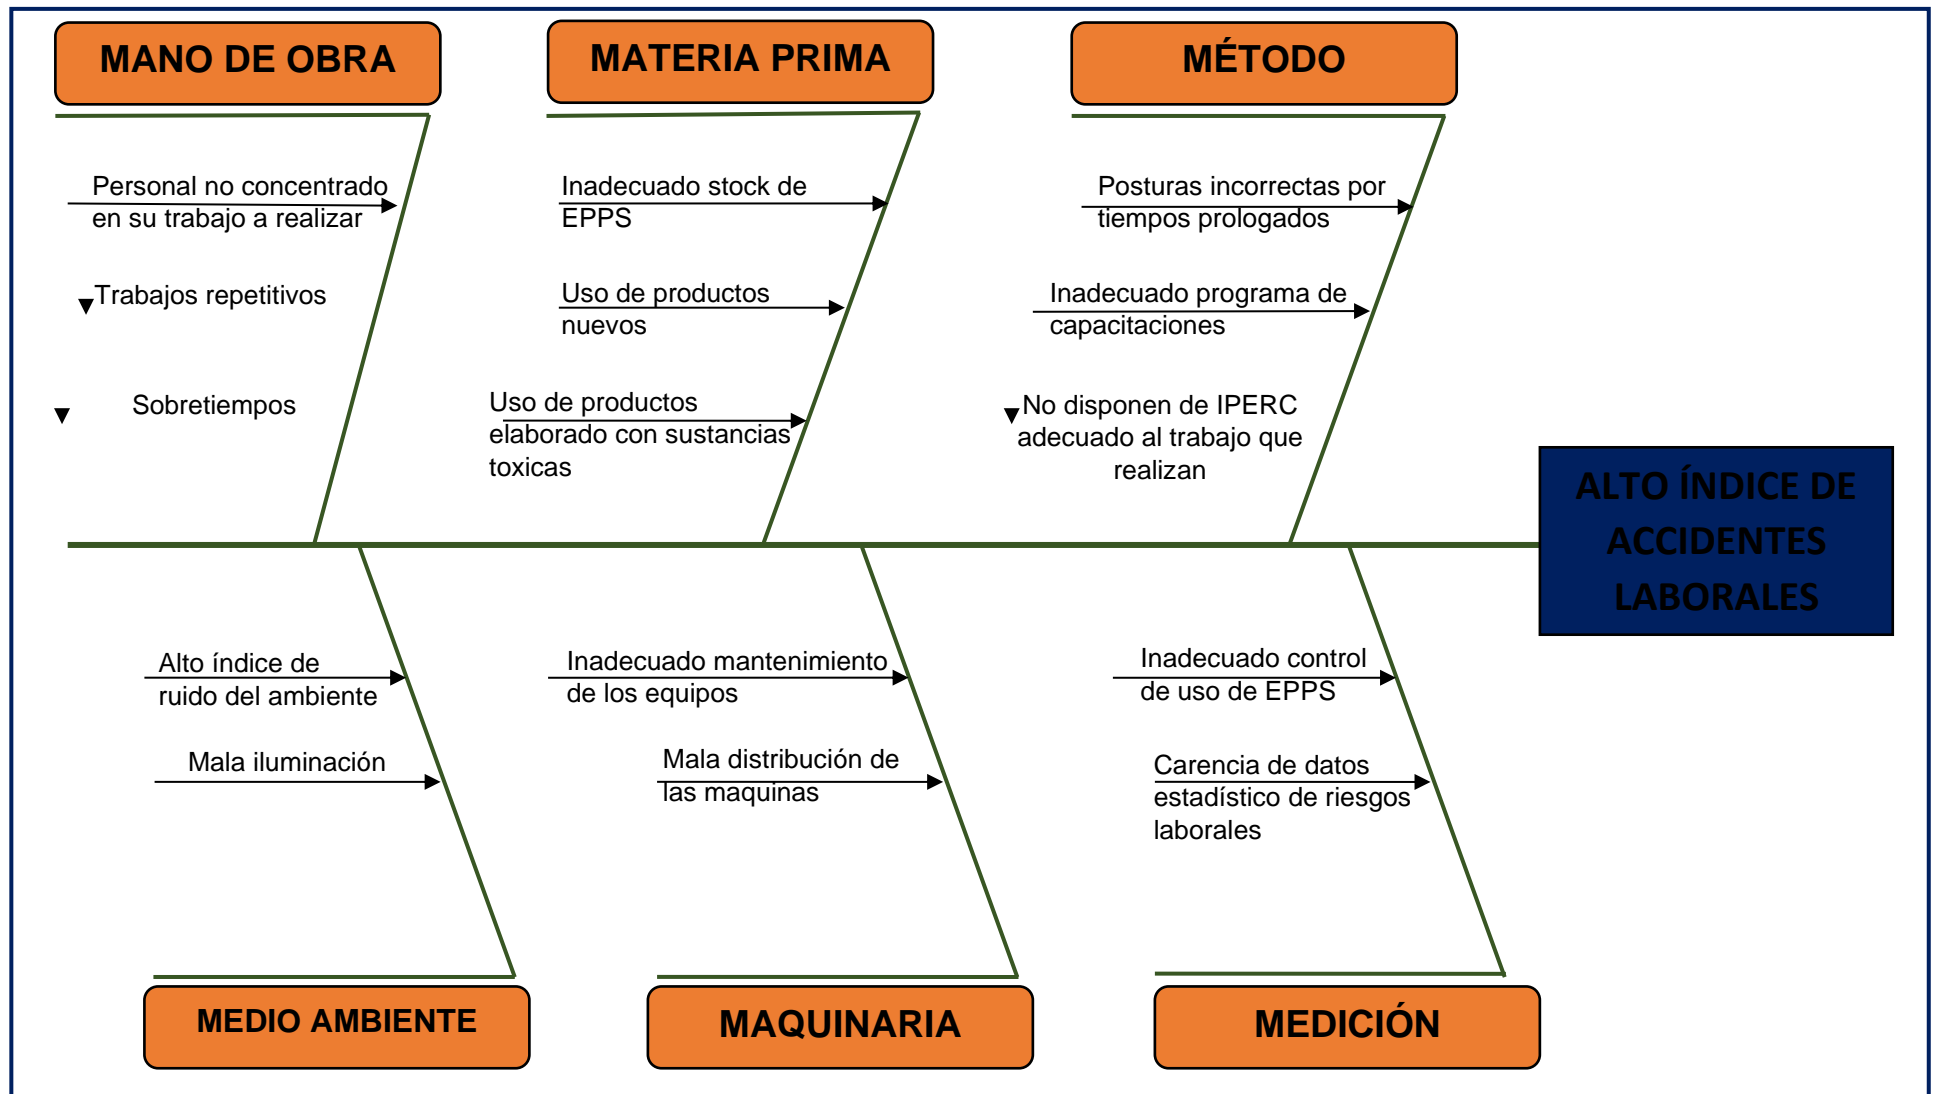 MANO DE OBRA
MATERIA PRIMA
MÉTODO
Personal no concentrado
en su trabajo a realizar
Trabajos repetitivos
Sobretiempos
Inadecuado stock de
EPPS
Uso de productos
nuevos
Uso de productos
elaborado con sustancias
toxicas
Posturas incorrectas por
tiempos prologados
Inadecuado programa de
capacitaciones
No disponen de IPERC
adecuado al trabajo que
realizan
ALTO ÍNDICE DE
ACCIDENTES
LABORALES
Alto índice de
ruido del ambiente
Mala iluminación
Inadecuado mantenimiento
de los equipos
Mala distribución de
las maquinas
Inadecuado control
de uso de EPPS
Carencia de datos
estadístico de riesgos
laborales
MEDIO AMBIENTE
MAQUINARIA
MEDICIÓN